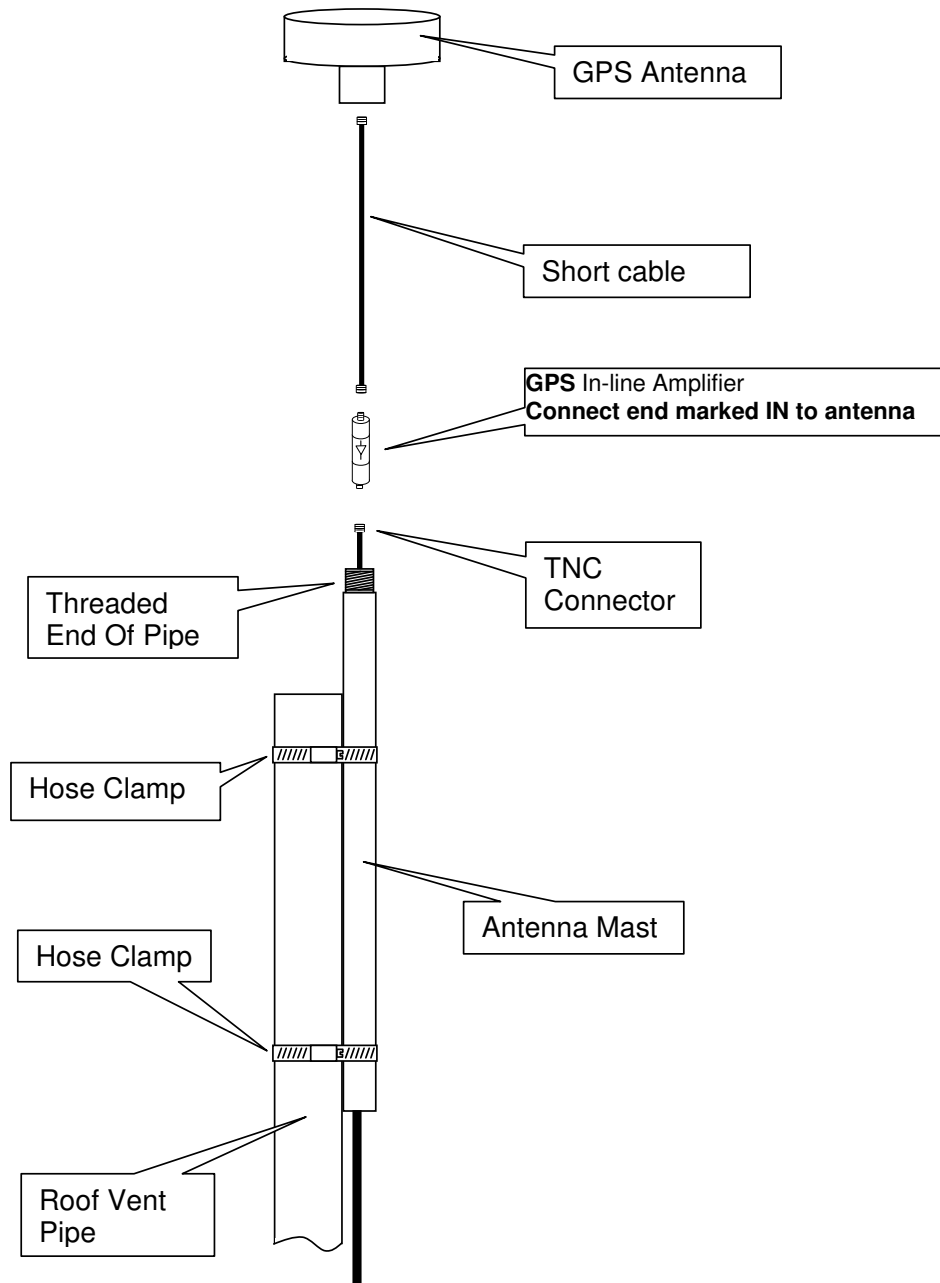 GPS Antenna
Short cable
GPS In-line Amplifier
Connect end marked IN to antenna
TNC
Connector
Threaded
End Of Pipe
Hose Clamp
Antenna Mast
Hose Clamp
Roof Vent
Pipe